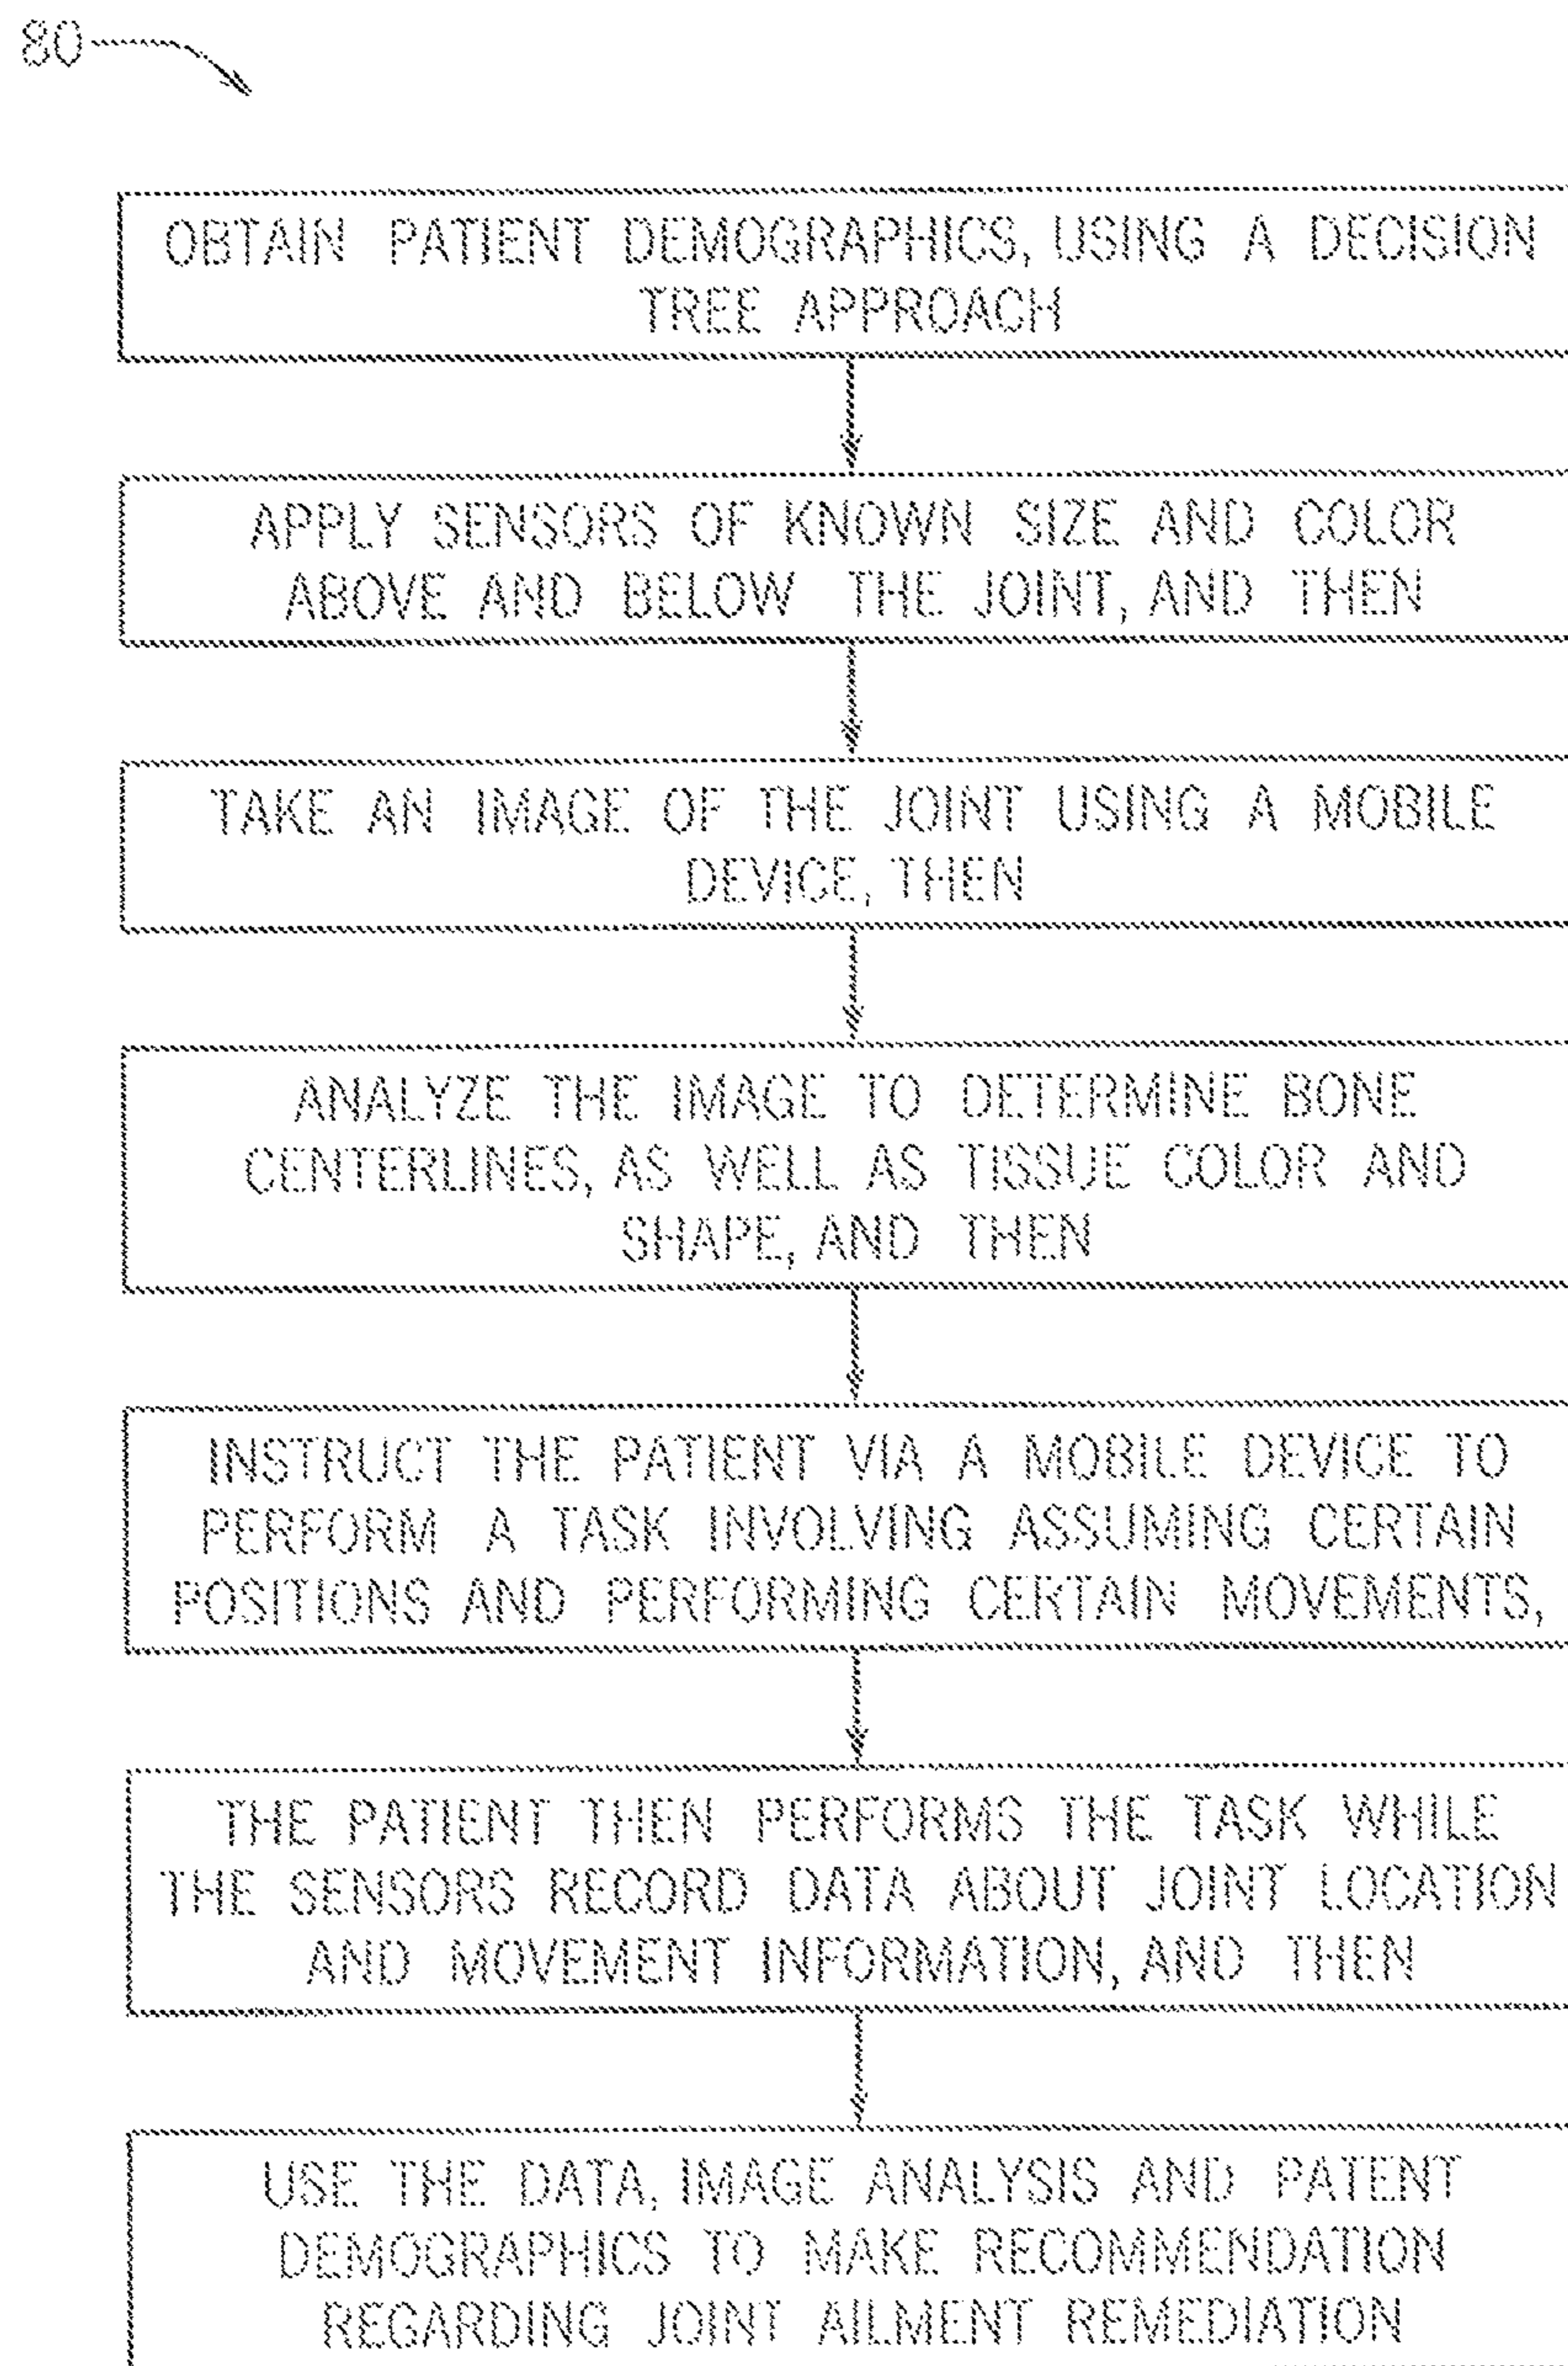 80
OBTAIN PATIENT DEMOGRAPHICS, USING A DECISION
TREE APPROACH
APPLY SENSORS OF KNOWN SIZE AND COLOR
ABOVE AND BELOW THE JOINT, AND THEN
TAKE AN IMAGE OF THE JOINT USING A MOBILE
DEVICE, THEN
ANALYZE THE IMAGE TO DETERMINE BONE
CENTERLINES, AS WELL AS TISSUE COLOR AND
SHAPE, AND THEN
INSTRUCT THE PATIENT VIA A MOBILE DEVICE TO
PERFORM A TASK INVOLVING ASSUMING CERTAIN
POSITIONS AND PERFORMING CERTAIN MOVEMENTS,
THE PATIENT THEN PERFORMS THE TASK WHILE
THE SENSORS RECORD DATA ABOUT JOINT LOCATION
AND MOVEMENT INFORMATION, AND THEN
USE THE DATA, IMAGE ANALYSIS AND PATENT
DEMOGRAPHICS TO MAKE RECOMMENDATION
REGARDING JOINT AILMENT REMEDIATION